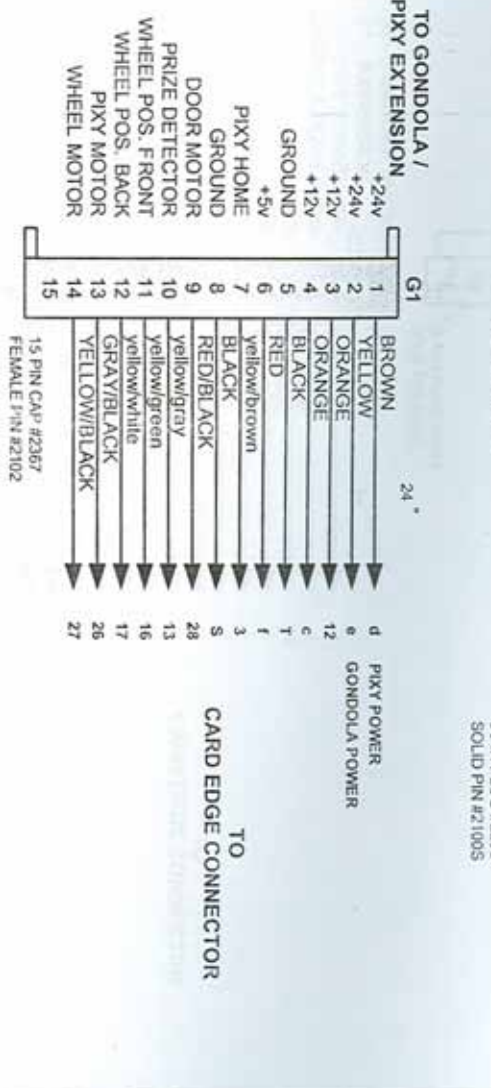 SOLID PIN #2100S
TO GONDOLA /
PIXY EXTENSION
G1
24"
+24v 1 BROWN d PIXY POWER
+24v 2 YELLOW e GONDOLA POWER
+12v 3 ORANGE 12
+12v 4 ORANGE c
GROUND 5 BLACK T
+5v 6 RED f
PIXY HOME 7 yellow/brown 3
GROUND 8 BLACK S
DOOR MOTOR 9 RED/BLACK 28
PRIZE DETECTOR 10 yellow/gray 13
WHEEL POS. FRONT 11 yellow/green 16
WHEEL POS. BACK 12 yellow/white 17
PIXY MOTOR 13 GRAY/BLACK 26
WHEEL MOTOR 14 YELLOW/BLACK 27
15
TO
CARD EDGE CONNECTOR
15 PIN CAP #2367
FEMALE PIN #2102